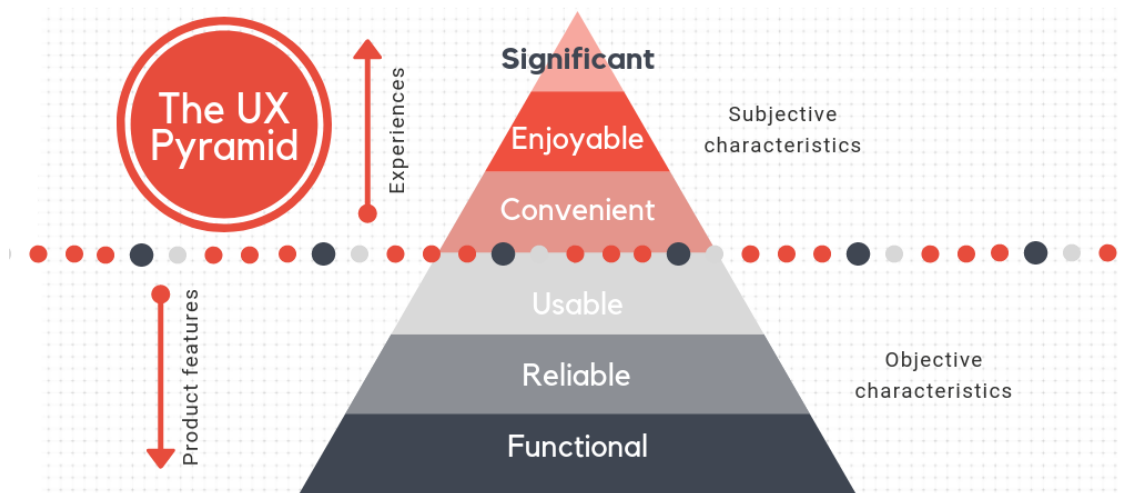 The UX
Pyramid
Experiences
Significant
Enjoyable
Convenient
Subjective
characteristics
Product features
Usable
Reliable
Functional
Objective
characteristics